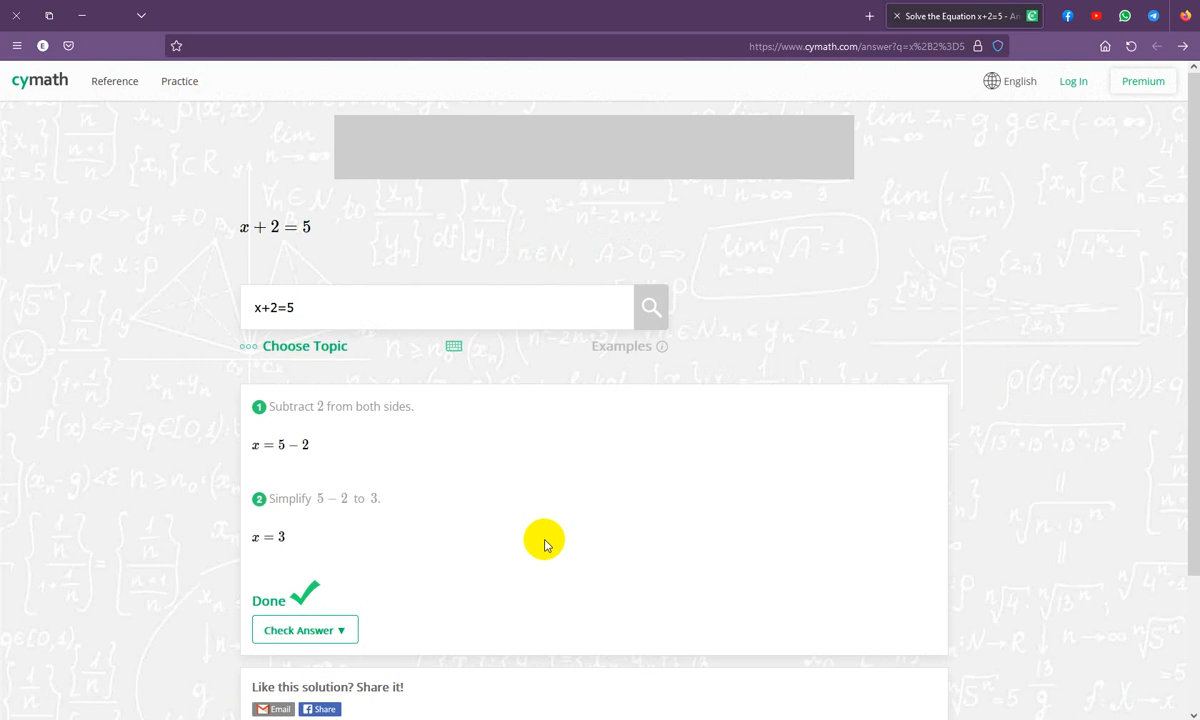 Solve the Equation x+2=5 - An
E
https://www.cymath.com/answer?q=x%2B2%3D5
cymath
Reference
Practice
English
Log In
Premium
x + 2 = 5
x+2=5
Choose Topic
Examples
1 Subtract 2 from both sides.
x = 5 − 2
2 Simplify 5 − 2 to 3.
x = 3
Done
Check Answer ▼
Like this solution? Share it!
Email
Share